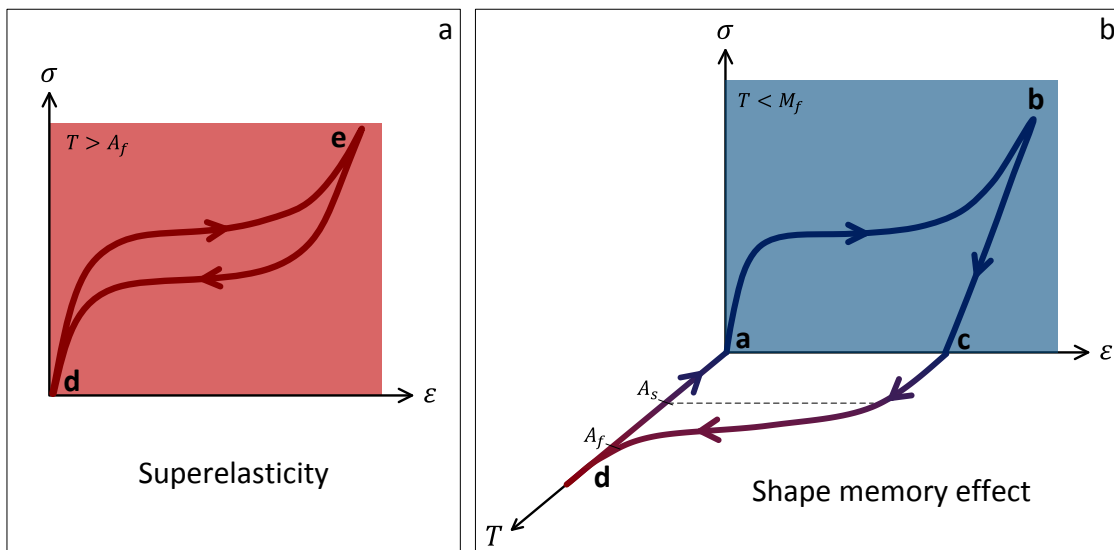 a
σ
T > A_f
e
d
ε
Superelasticity
b
σ
T < M_f
b
a
c
ε
A_s
A_f
d
T
Shape memory effect